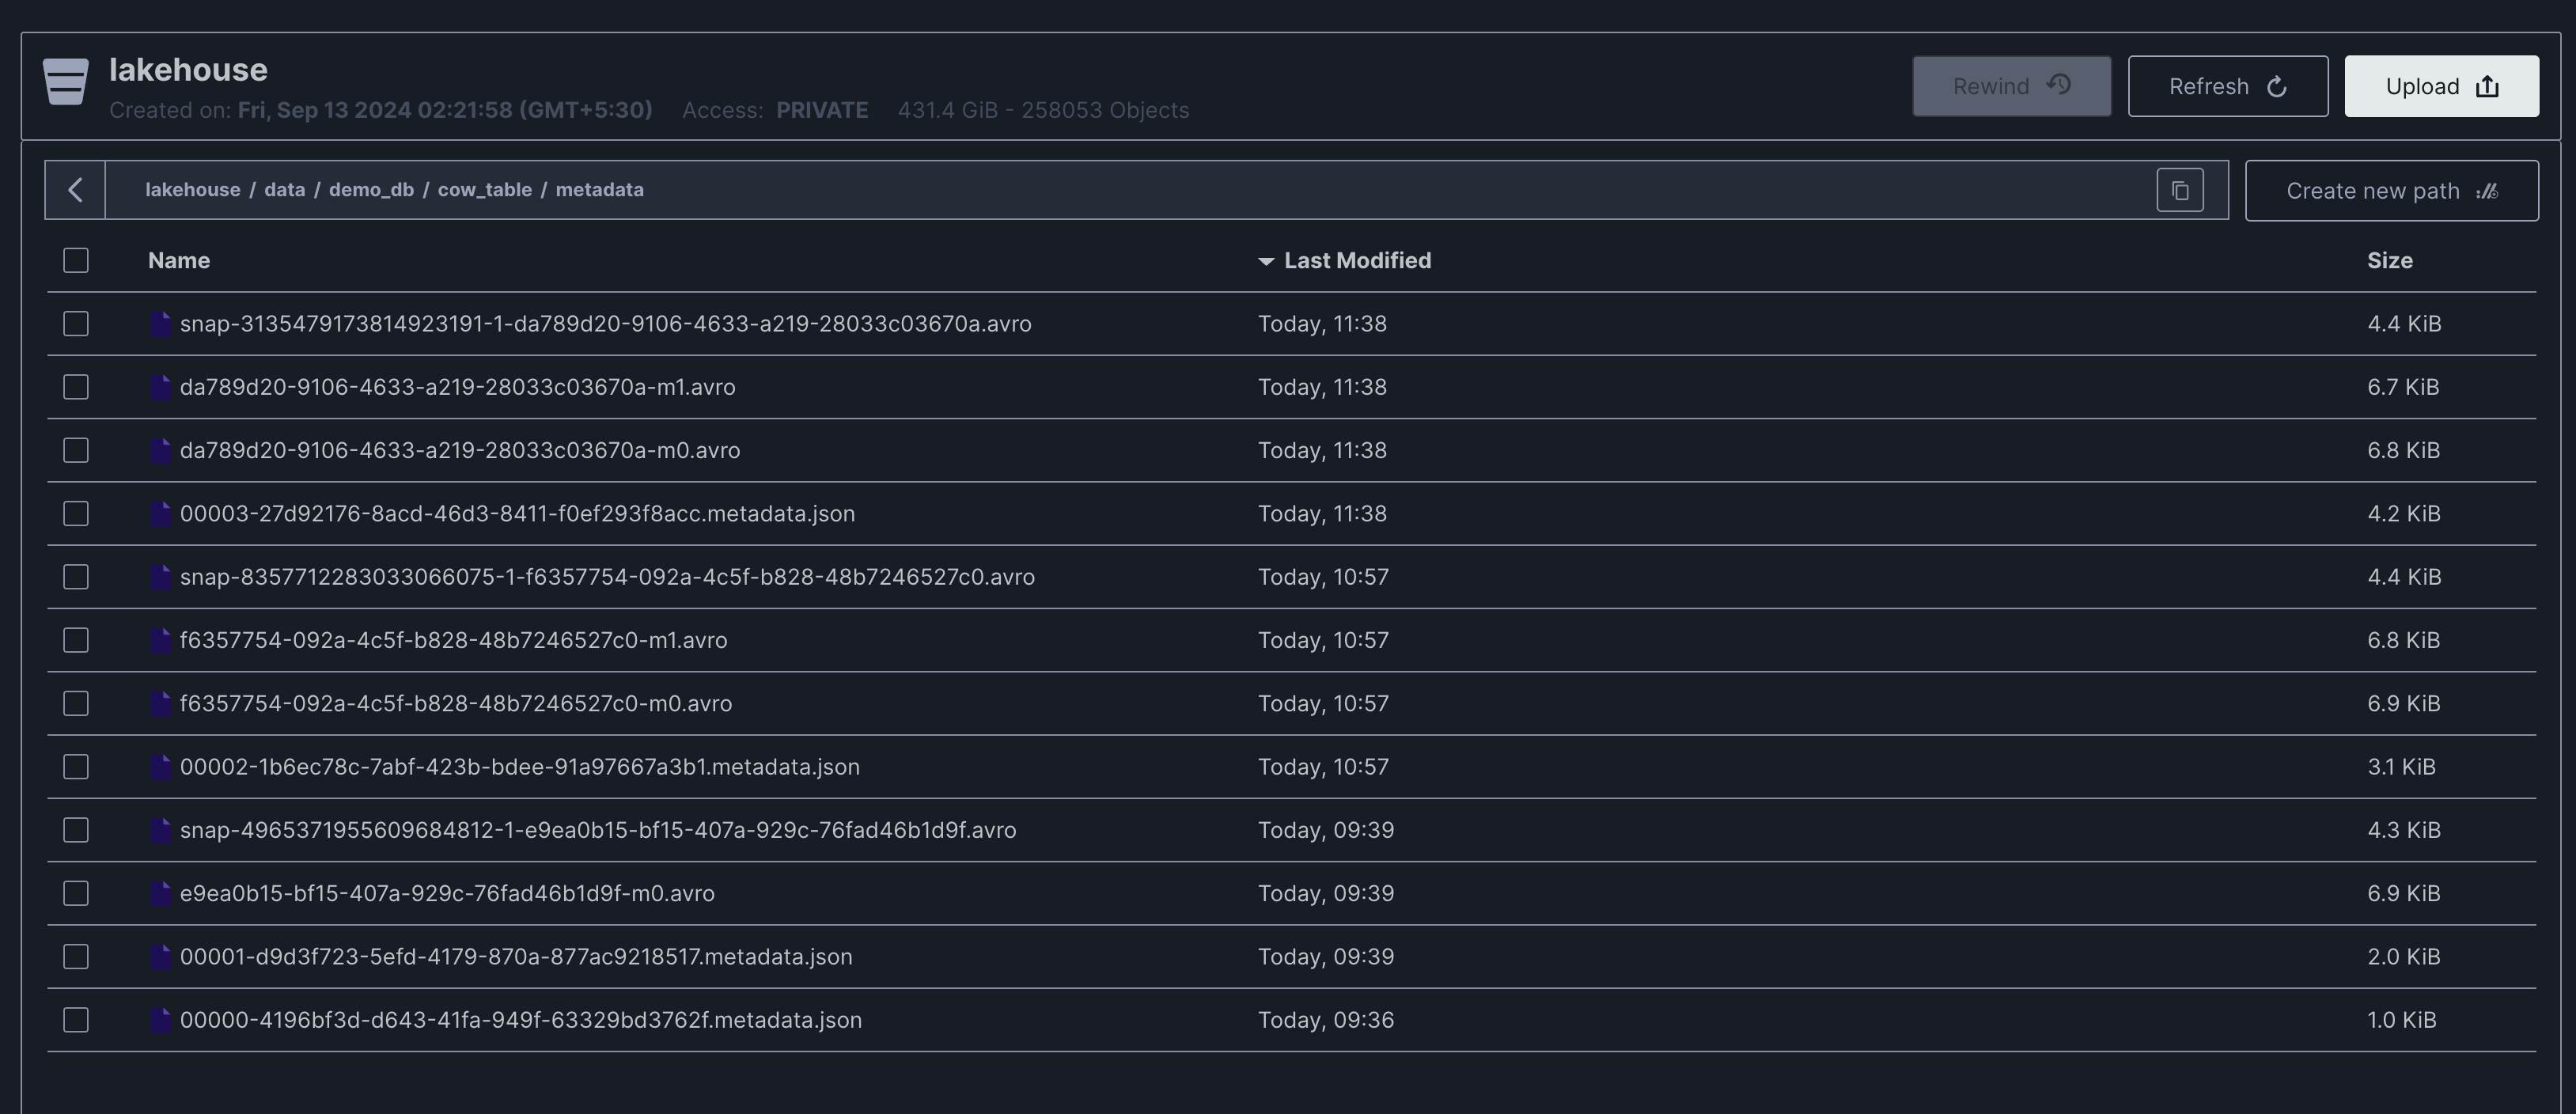 lakehouse
Created on: Fri, Sep 13 2024 02:21:58 (GMT+5:30) Access: PRIVATE 431.4 GiB - 258053 Objects
Rewind
Refresh
Upload
lakehouse / data / demo_db / cow_table / metadata
Create new path
Name Last Modified Size
snap-3135479173814923191-1-da789d20-9106-4633-a219-28033c03670a.avro Today, 11:38 4.4 KiB
da789d20-9106-4633-a219-28033c03670a-m1.avro Today, 11:38 6.7 KiB
da789d20-9106-4633-a219-28033c03670a-m0.avro Today, 11:38 6.8 KiB
00003-27d92176-8acd-46d3-8411-f0ef293f8acc.metadata.json Today, 11:38 4.2 KiB
snap-8357712283033066075-1-f6357754-092a-4c5f-b828-48b7246527c0.avro Today, 10:57 4.4 KiB
f6357754-092a-4c5f-b828-48b7246527c0-m1.avro Today, 10:57 6.8 KiB
f6357754-092a-4c5f-b828-48b7246527c0-m0.avro Today, 10:57 6.9 KiB
00002-1b6ec78c-7abf-423b-bdee-91a97667a3b1.metadata.json Today, 10:57 3.1 KiB
snap-4965371955609684812-1-e9ea0b15-bf15-407a-929c-76fad46b1d9f.avro Today, 09:39 4.3 KiB
e9ea0b15-bf15-407a-929c-76fad46b1d9f-m0.avro Today, 09:39 6.9 KiB
00001-d9d3f723-5efd-4179-870a-877ac9218517.metadata.json Today, 09:39 2.0 KiB
00000-4196bf3d-d643-41fa-949f-63329bd3762f.metadata.json Today, 09:36 1.0 KiB